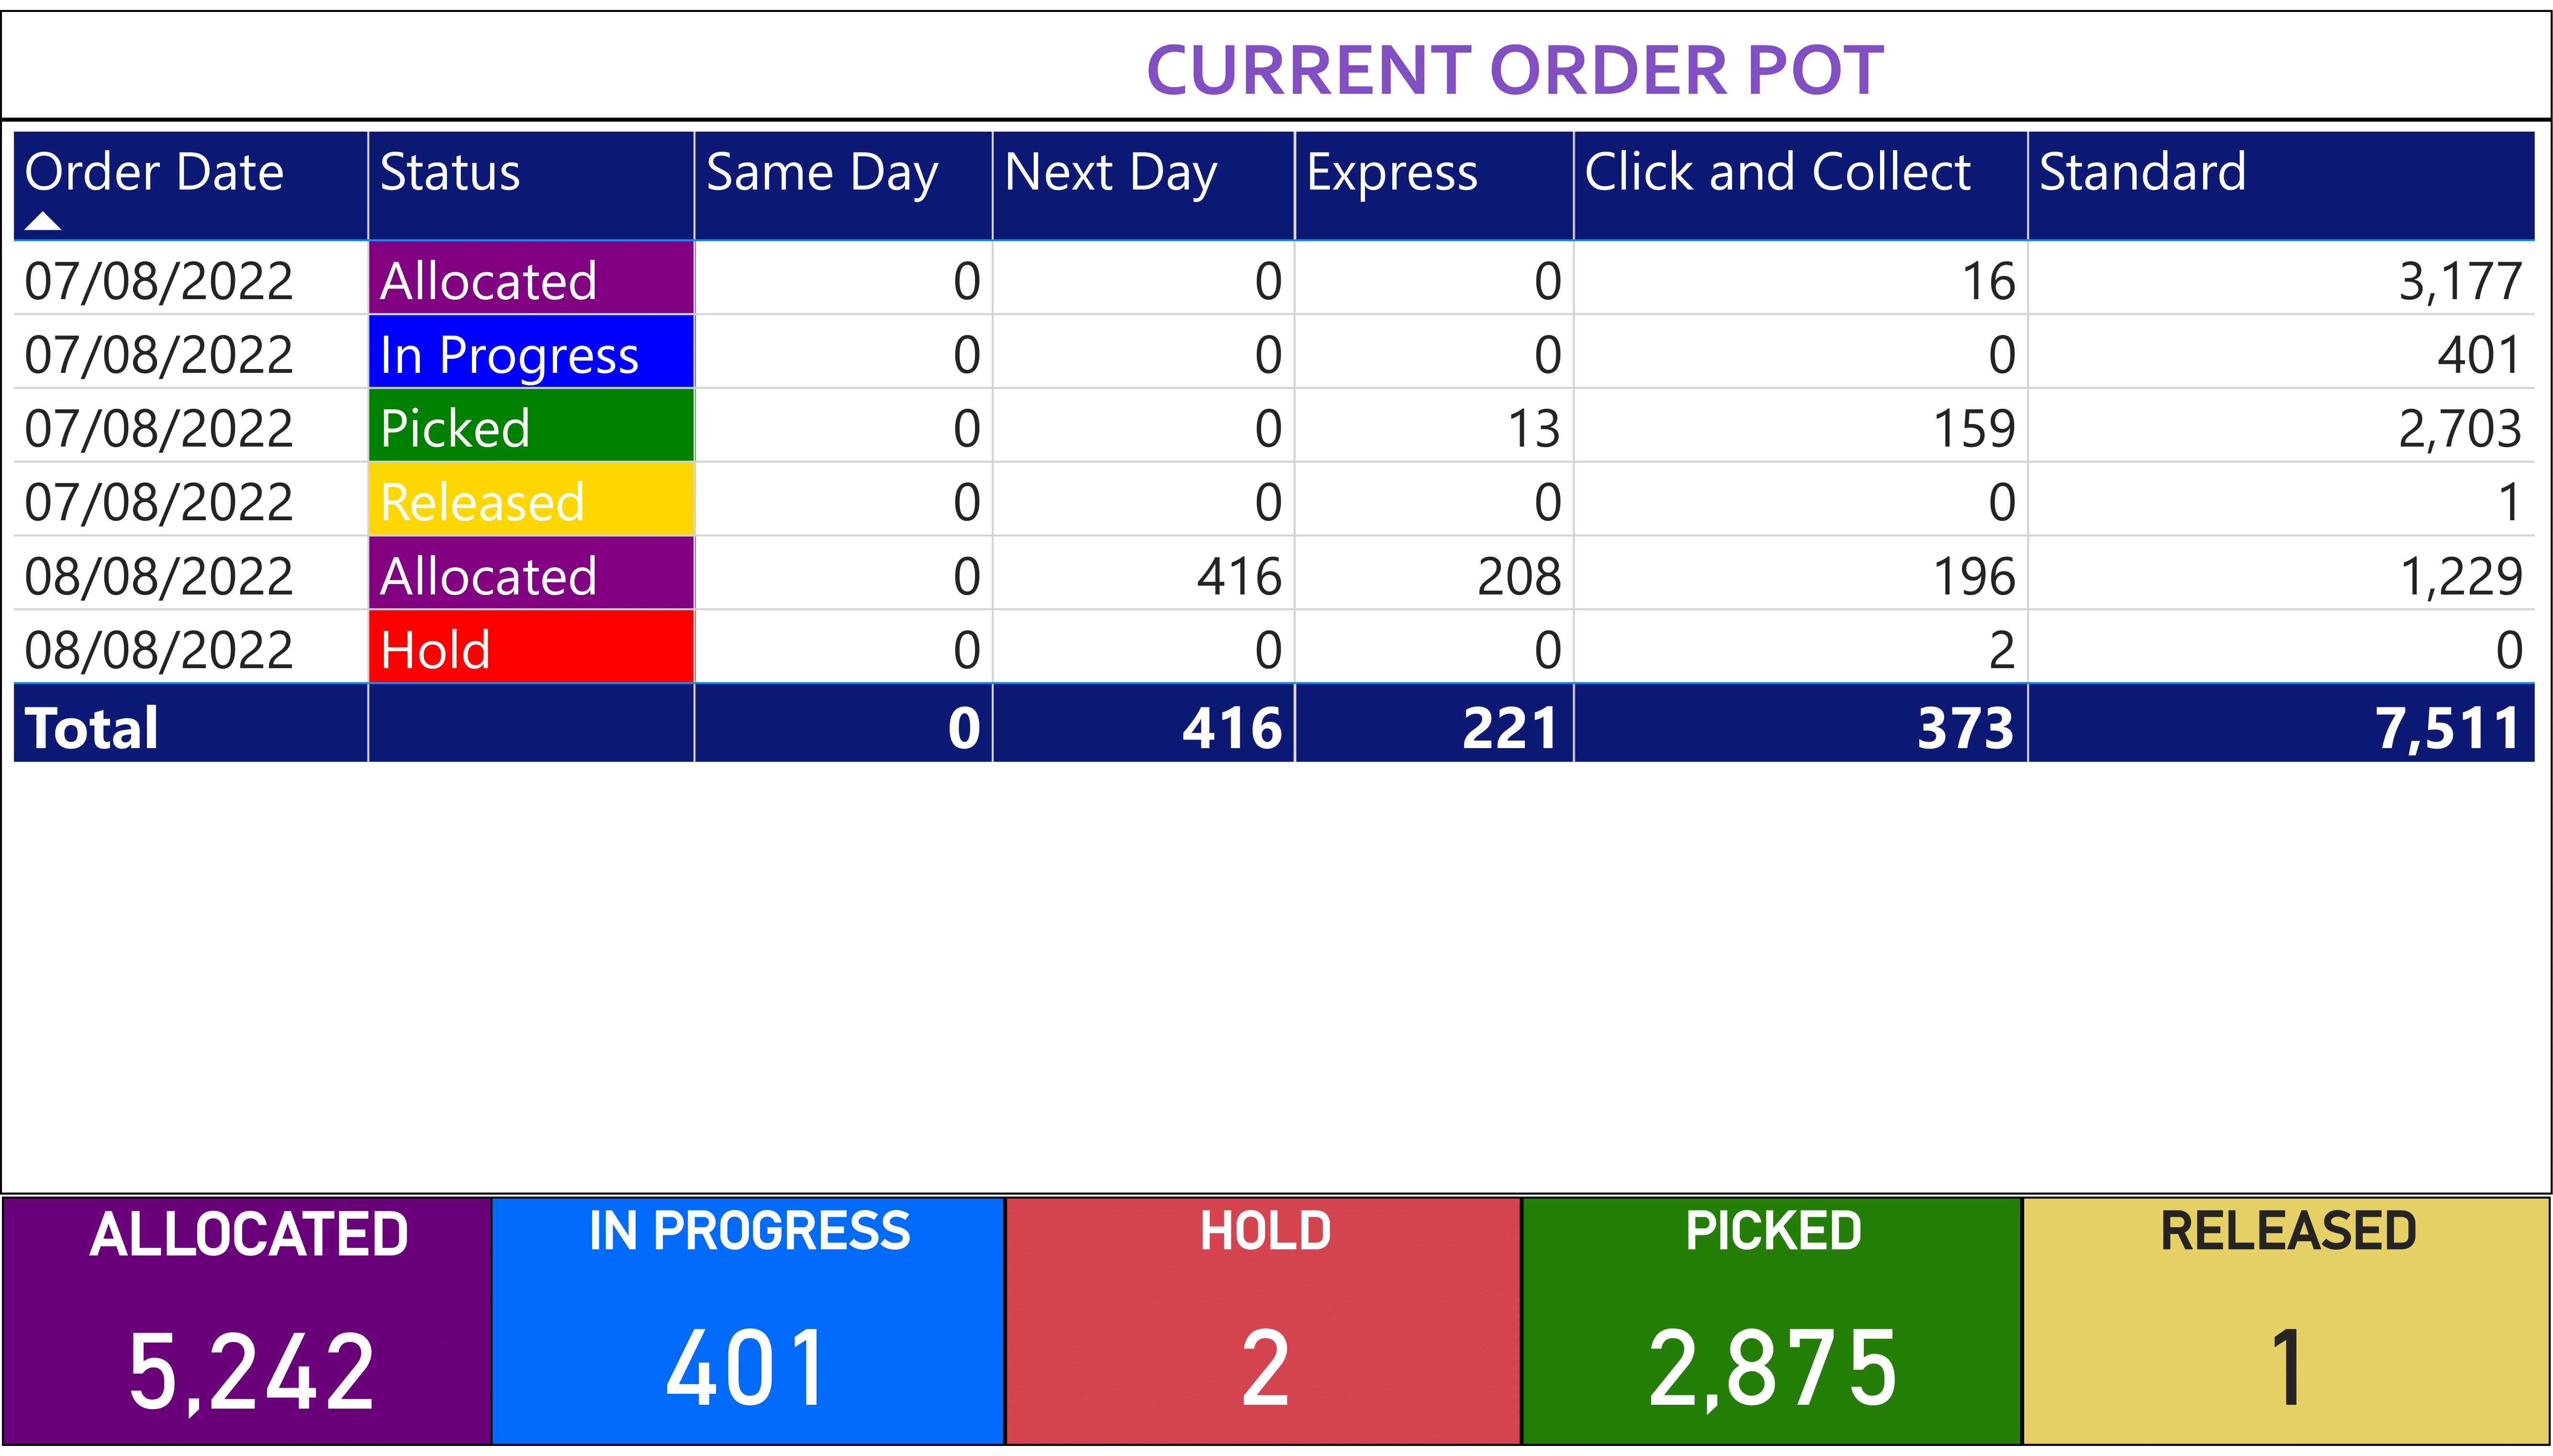 CURRENT ORDER POT
Order Date Status Same Day Next Day Express Click and Collect Standard
07/08/2022 Allocated 0 0 0 16 3,177
07/08/2022 In Progress 0 0 0 0 401
07/08/2022 Picked 0 0 13 159 2,703
07/08/2022 Released 0 0 0 0 1
08/08/2022 Allocated 0 416 208 196 1,229
08/08/2022 Hold 0 0 0 2 0
Total 0 416 221 373 7,511
ALLOCATED IN PROGRESS HOLD PICKED RELEASED
5,242 401 2 2,875 1